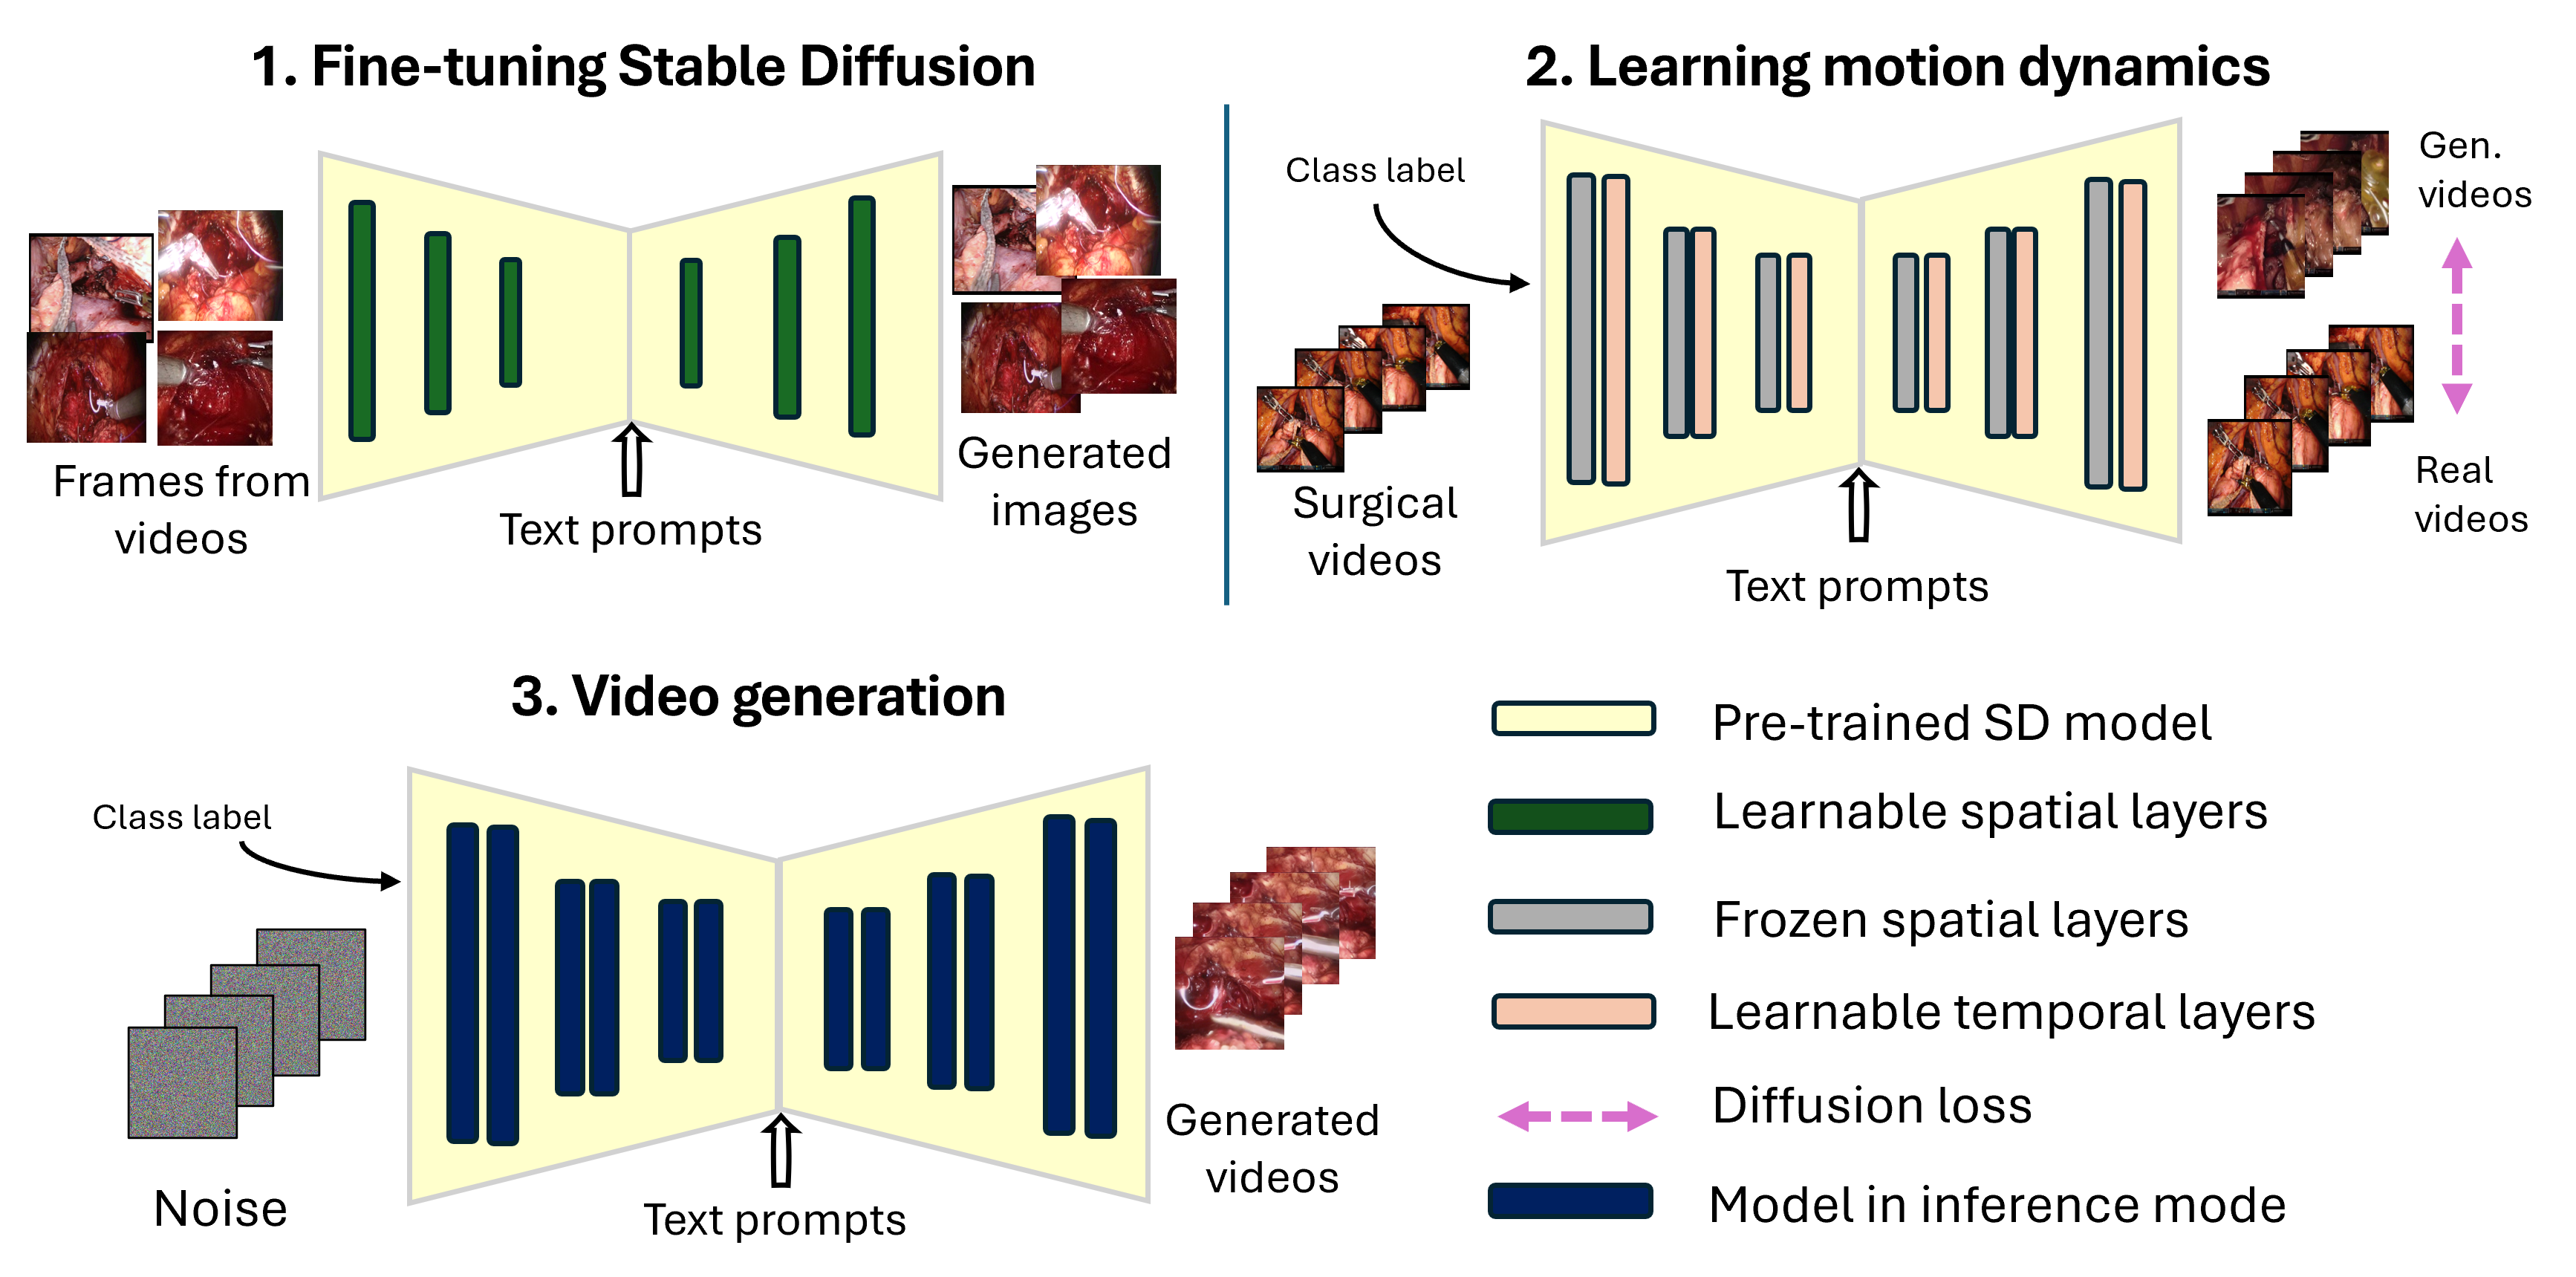 1. Fine-tuning Stable Diffusion
Frames from
videos
Text prompts
Generated
images
2. Learning motion dynamics
Class label
Surgical
videos
Text prompts
Gen.
videos
Real
videos
3. Video generation
Class label
Noise
Text prompts
Generated
videos
Pre-trained SD model
Learnable spatial layers
Frozen spatial layers
Learnable temporal layers
Diffusion loss
Model in inference mode